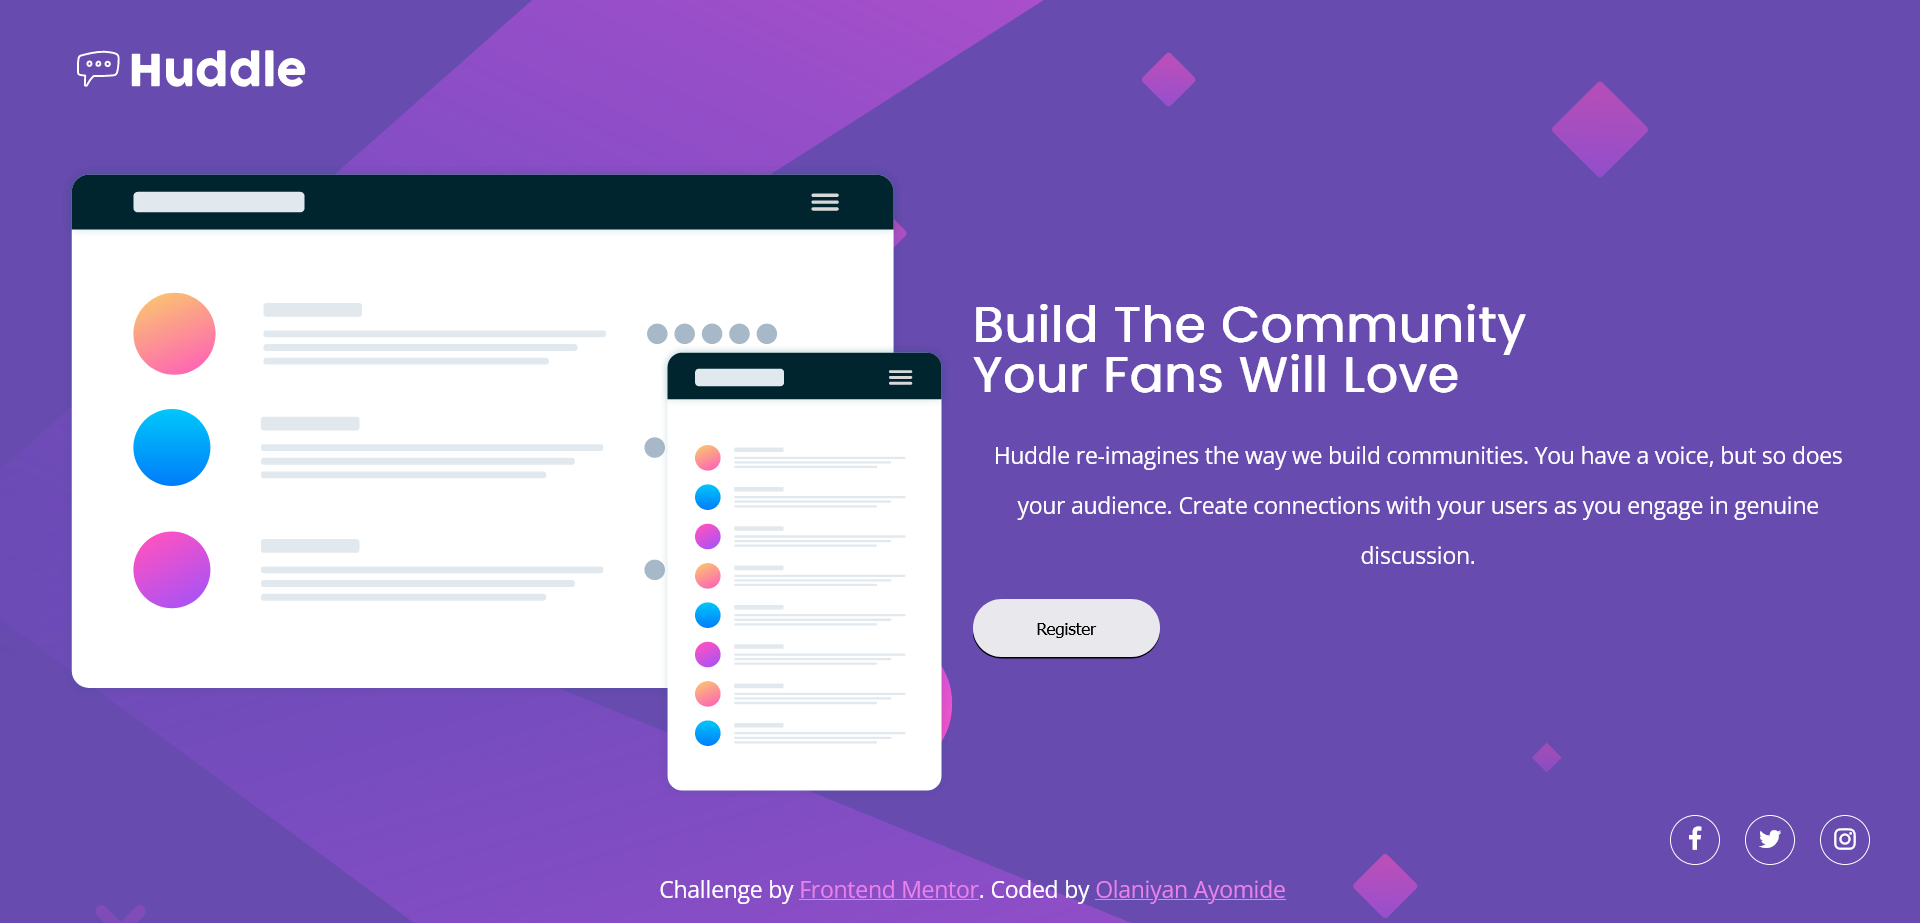 Huddle
Build The Community
Your Fans Will Love
Huddle re-imagines the way we build communities. You have a voice, but so does
your audience. Create connections with your users as you engage in genuine
discussion.
Register
Challenge by Frontend Mentor. Coded by Olaniyan Ayomide